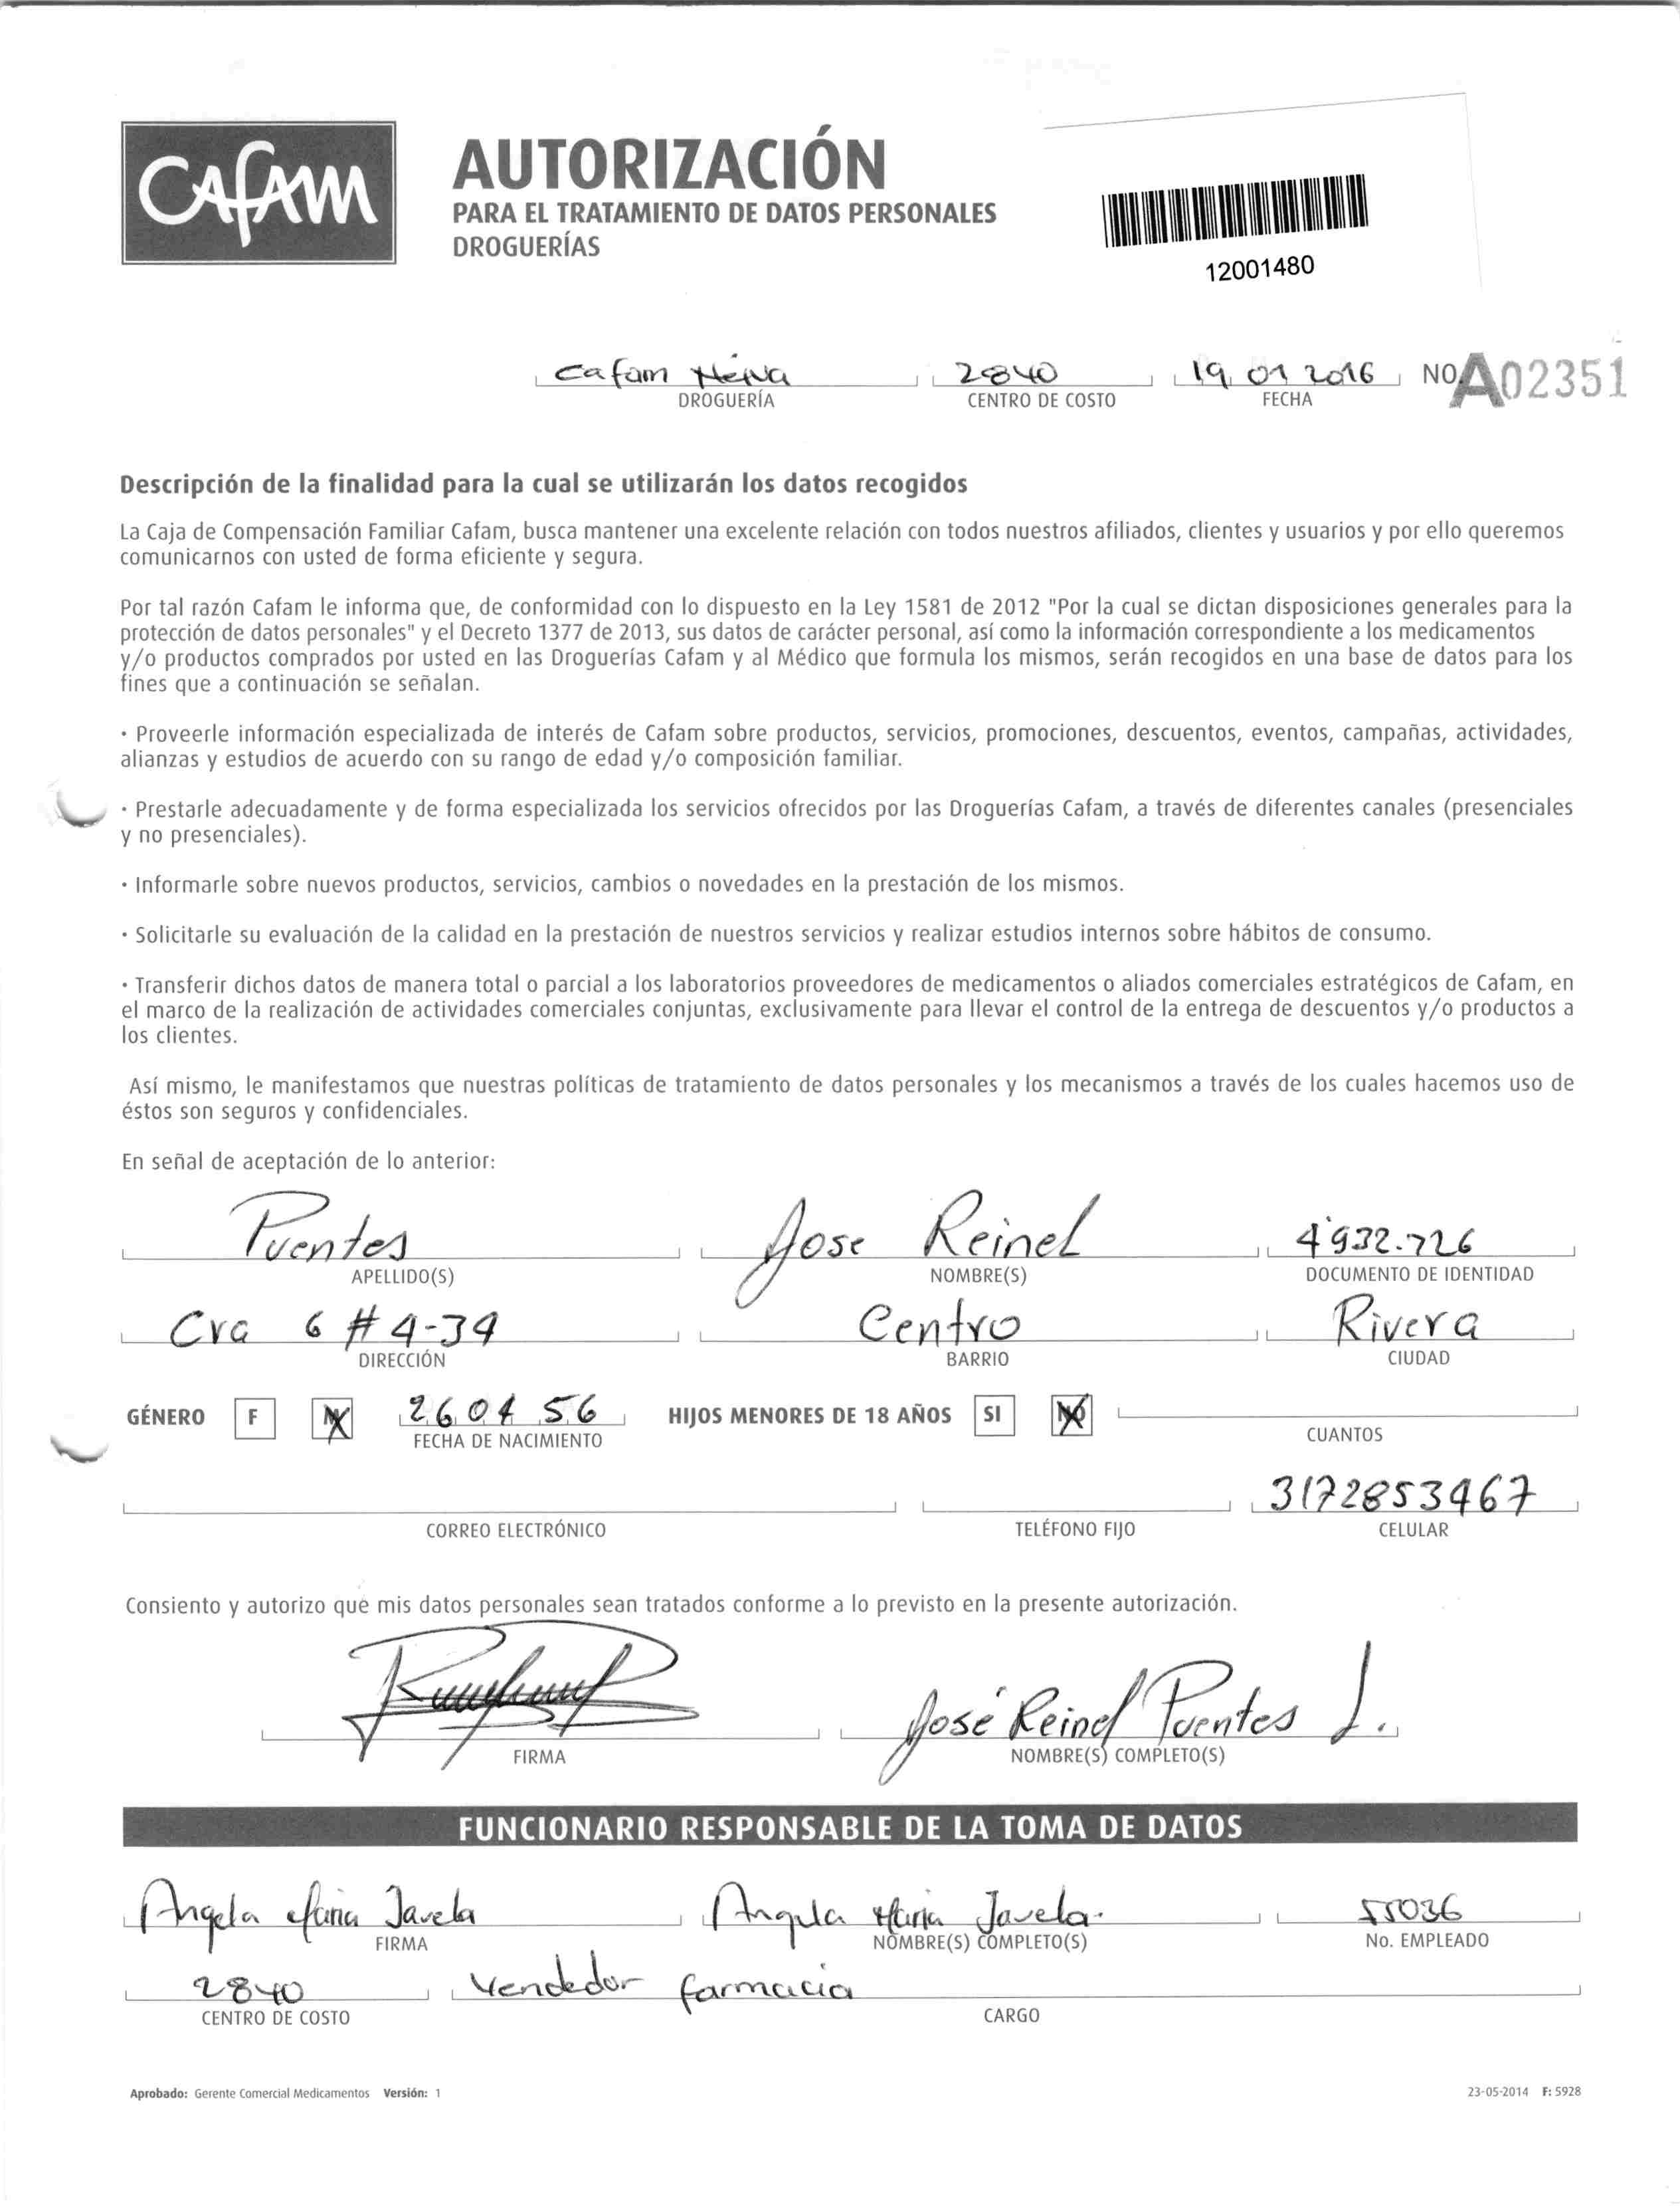 CAFAM
AUTORIZACIÓN
PARA EL TRATAMIENTO DE DATOS PERSONALES
DROGUERÍAS
12001480
Cafam Neiva 2840 19 01 2016 NO. A02351
DROGUERÍA CENTRO DE COSTO FECHA
Descripción de la finalidad para la cual se utilizarán los datos recogidos
La Caja de Compensación Familiar Cafam, busca mantener una excelente relación con todos nuestros afiliados, clientes y usuarios y por ello queremos
comunicarnos con usted de forma eficiente y segura.
Por tal razón Cafam le informa que, de conformidad con lo dispuesto en la Ley 1581 de 2012 "Por la cual se dictan disposiciones generales para la
protección de datos personales" y el Decreto 1377 de 2013, sus datos de carácter personal, así como la información correspondiente a los medicamentos
y/o productos comprados por usted en las Droguerías Cafam y al Médico que formula los mismos, serán recogidos en una base de datos para los
fines que a continuación se señalan.
· Proveerle información especializada de interés de Cafam sobre productos, servicios, promociones, descuentos, eventos, campañas, actividades,
alianzas y estudios de acuerdo con su rango de edad y/o composición familiar.
· Prestarle adecuadamente y de forma especializada los servicios ofrecidos por las Droguerías Cafam, a través de diferentes canales (presenciales
y no presenciales).
· Informarle sobre nuevos productos, servicios, cambios o novedades en la prestación de los mismos.
· Solicitarle su evaluación de la calidad en la prestación de nuestros servicios y realizar estudios internos sobre hábitos de consumo.
· Transferir dichos datos de manera total o parcial a los laboratorios proveedores de medicamentos o aliados comerciales estratégicos de Cafam, en
el marco de la realización de actividades comerciales conjuntas, exclusivamente para llevar el control de la entrega de descuentos y/o productos a
los clientes.
Así mismo, le manifestamos que nuestras políticas de tratamiento de datos personales y los mecanismos a través de los cuales hacemos uso de
éstos son seguros y confidenciales.
En señal de aceptación de lo anterior:
Puentes Jose Reinel 4'932.726
APELLIDO(S) NOMBRE(S) DOCUMENTO DE IDENTIDAD
Cra 6 # 4-34 Centro Rivera
DIRECCIÓN BARRIO CIUDAD
GÉNERO F M 26 01 56 HIJOS MENORES DE 18 AÑOS SI NO
FECHA DE NACIMIENTO CUANTOS
3172853467
CORREO ELECTRÓNICO TELÉFONO FIJO CELULAR
Consiento y autorizo que mis datos personales sean tratados conforme a lo previsto en la presente autorización.
José Reinel Puentes L.
FIRMA NOMBRE(S) COMPLETO(S)
FUNCIONARIO RESPONSABLE DE LA TOMA DE DATOS
Angela Maria Javela Angela Maria Javela. 55036
FIRMA NOMBRE(S) COMPLETO(S) No. EMPLEADO
2840 Vendedor farmacia
CENTRO DE COSTO CARGO
Aprobado: Gerente Comercial Medicamentos Versión: 1 23-05-2014 F: 5928